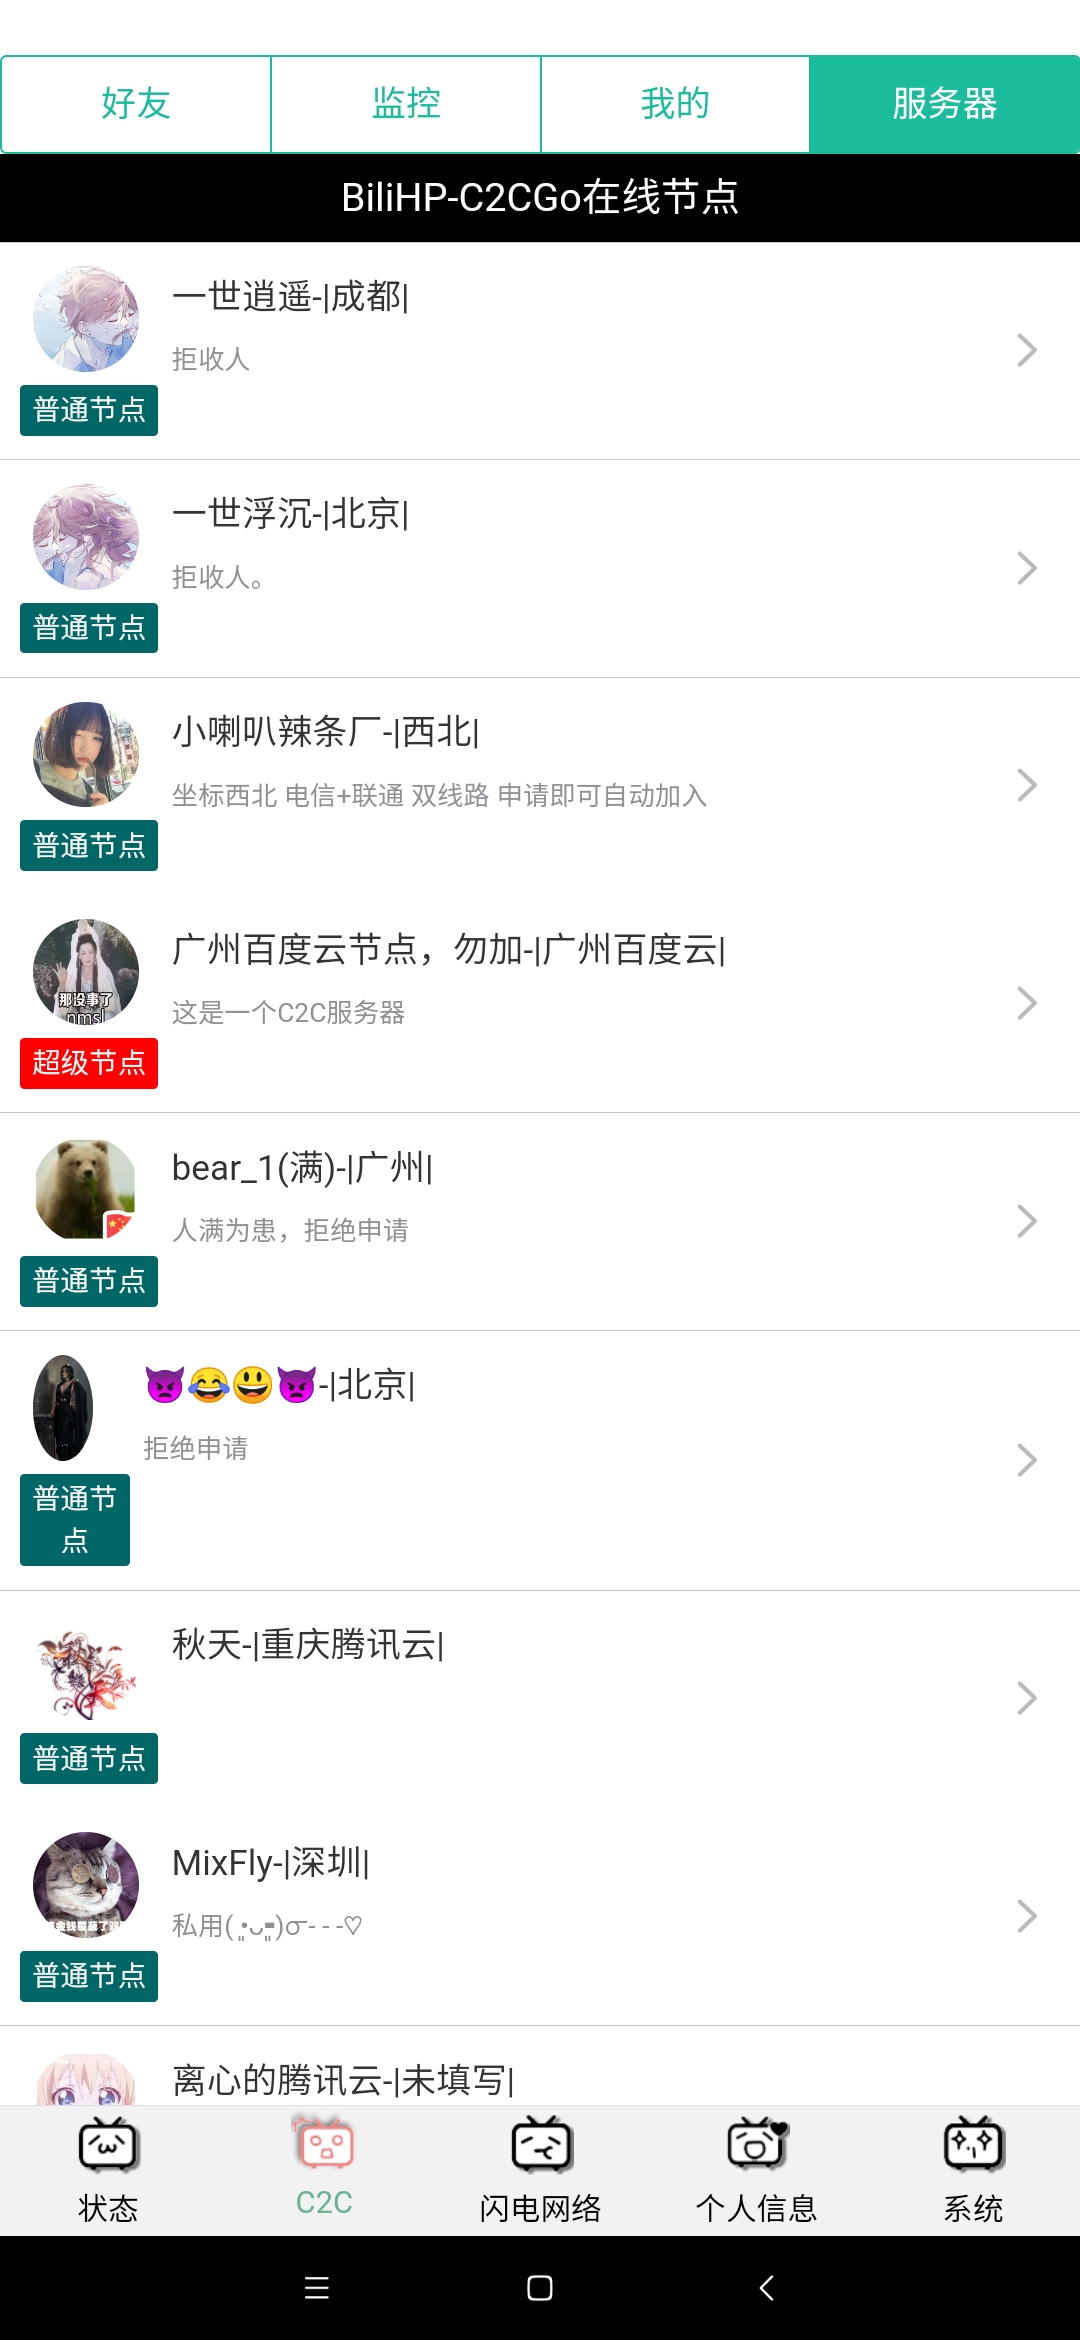 好友
监控
我的
服务器
BiliHP-C2CGo在线节点
一世逍遥-|成都|
拒收人
普通节点
一世浮沉-|北京|
拒收人。
普通节点
小喇叭辣条厂-|西北|
坐标西北 电信+联通 双线路 申请即可自动加入
普通节点
广州百度云节点，勿加-|广州百度云|
这是一个C2C服务器
那没事了
nmsl
超级节点
bear_1(满)-|广州|
人满为患，拒绝申请
普通节点
👿😂😃👿-|北京|
拒绝申请
普通节
点
秋天-|重庆腾讯云|
普通节点
MixFly-|深圳|
私用( ͈•ᴗ-͈)σ- - -♡
普通节点
离心的腾讯云-|未填写|
状态
C2C
闪电网络
个人信息
系统